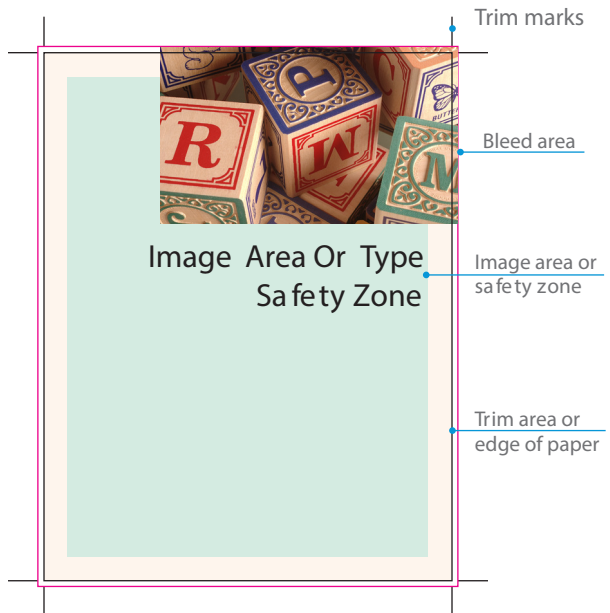 Trim marks
S
P
C
R
W
BUTTER
M
Bleed area
Image Area Or Type
Safety Zone
Image area or
safety zone
Trim area or
edge of paper